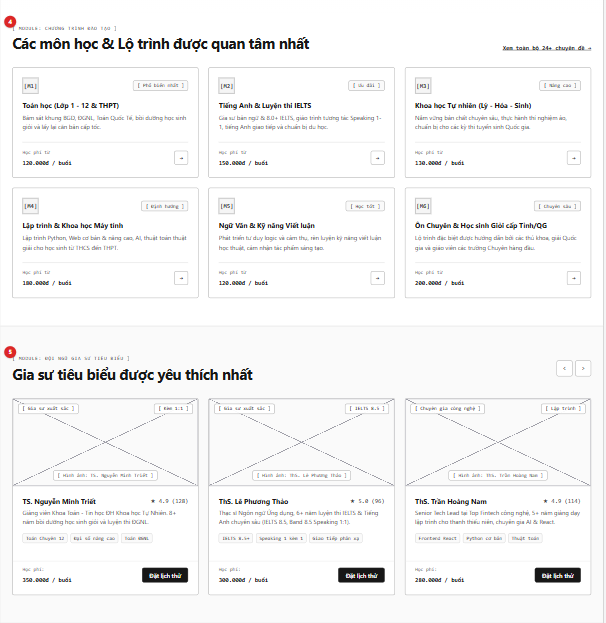 4
[ MODULE: CHƯƠNG TRÌNH ĐÀO TẠO ]
Các môn học & Lộ trình được quan tâm nhất
Xem toàn bộ 24+ chuyên đề →
[M1]
[ Phổ biến nhất ]
Toán học (Lớp 1 - 12 & THPT)
Bám sát khung BGD, ĐGNL, Toán Quốc Tế, bồi dưỡng học sinh
giỏi và lấy lại căn bản cấp tốc.
Học phí từ
120.000đ / buổi
→
[M2]
[ Ưu đãi ]
Tiếng Anh & Luyện thi IELTS
Gia sư bản ngữ & 8.0+ IELTS, giáo trình tương tác Speaking 1-
1, tiếng Anh giao tiếp và chuẩn bị du học.
Học phí từ
150.000đ / buổi
→
[M3]
[ Nâng cao ]
Khoa học Tự nhiên (Lý - Hóa - Sinh)
Nắm vững bản chất chuyên sâu, thực hành thí nghiệm ảo,
chuẩn bị cho các kỳ thi tuyển sinh Quốc gia.
Học phí từ
130.000đ / buổi
→
[M4]
[ Định hướng ]
Lập trình & Khoa học Máy tính
Lập trình Python, Web cơ bản & nâng cao, AI, thuật toán thuật
giải cho học sinh từ THCS đến THPT.
Học phí từ
180.000đ / buổi
→
[M5]
[ Học tốt ]
Ngữ Văn & Kỹ năng Viết luận
Phát triển tư duy logic và cảm thụ, rèn luyện kỹ năng viết luận
học thuật, cảm nhận tác phẩm sáng tạo.
Học phí từ
120.000đ / buổi
→
[M6]
[ Chuyên sâu ]
Ôn Chuyên & Học sinh Giỏi cấp Tỉnh/QG
Lộ trình đặc biệt được hướng dẫn bởi các thủ khoa, giải Quốc
gia và giáo viên các trường Chuyên hàng đầu.
Học phí từ
200.000đ / buổi
→
5
[ MODULE: ĐỘI NGŨ GIA SƯ TIÊU BIỂU ]
Gia sư tiêu biểu được yêu thích nhất
‹ ›
[ Gia sư xuất sắc ]
[ Kèm 1:1 ]
[ Hình ảnh: TS. Nguyễn Minh Triết ]
TS. Nguyễn Minh Triết
★ 4.9 (128)
Giảng viên Khoa Toán - Tin học ĐH Khoa học Tự Nhiên. 8+
năm bồi dưỡng học sinh giỏi và luyện thi ĐGNL.
Toán Chuyên 12
Đại số nâng cao
Toán ĐGNL
Học phí:
350.000đ / buổi
Đặt lịch thử
[ Gia sư xuất sắc ]
[ IELTS 8.5 ]
[ Hình ảnh: ThS. Lê Phương Thảo ]
ThS. Lê Phương Thảo
★ 5.0 (96)
Thạc sĩ Ngôn ngữ Ứng dụng, 6+ năm luyện thi IELTS & Tiếng
Anh chuyên sâu (IELTS 8.5, Band 8.5 Speaking 1:1).
IELTS 8.5+
Speaking 1 kèm 1
Giao tiếp phản xạ
Học phí:
300.000đ / buổi
Đặt lịch thử
[ Chuyên gia công nghệ ]
[ Lập trình ]
[ Hình ảnh: ThS. Trần Hoàng Nam ]
ThS. Trần Hoàng Nam
★ 4.9 (114)
Senior Tech Lead tại Top Fintech công nghệ, 5+ năm giảng dạy
lập trình cho thanh thiếu niên, chuyên gia AI & React.
Frontend React
Python cơ bản
Thuật toán
Học phí:
280.000đ / buổi
Đặt lịch thử